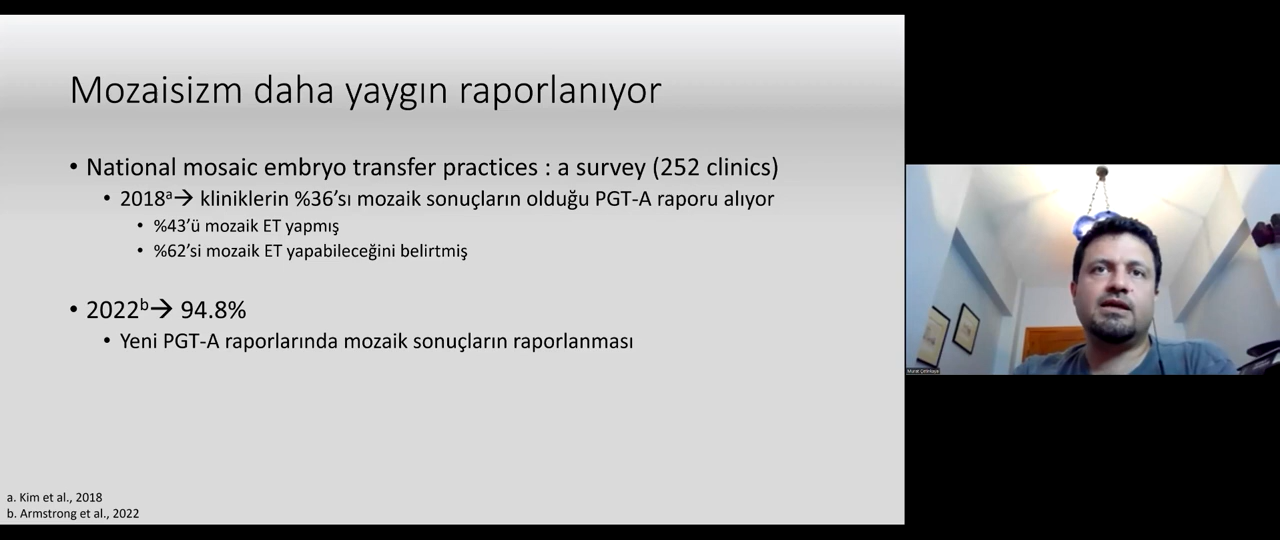 Mozaisizm daha yaygın raporlanıyor
• National mosaic embryo transfer practices : a survey (252 clinics)
• 2018ᵃ→ kliniklerin %36’sı mozaik sonuçların olduğu PGT-A raporu alıyor
• %43’ü mozaik ET yapmış
• %62’si mozaik ET yapabileceğini belirtmiş
• 2022ᵇ→ 94.8%
• Yeni PGT-A raporlarında mozaik sonuçların raporlanması
a. Kim et al., 2018
b. Armstrong et al., 2022
Murat Çetinkaya